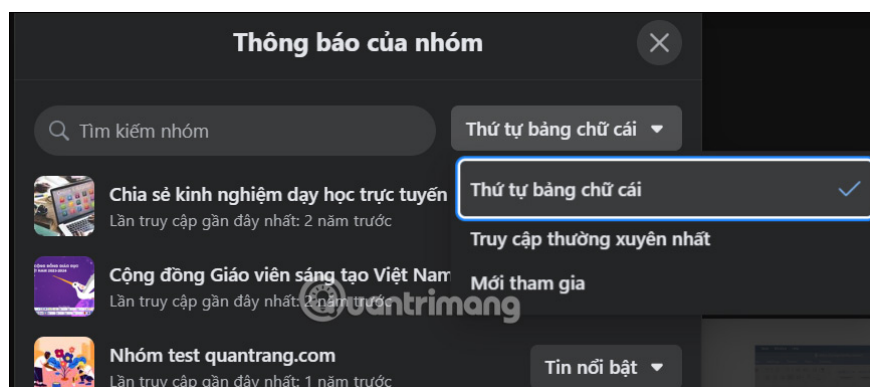 Thông báo của nhóm
Tìm kiếm nhóm
Thứ tự bảng chữ cái
Thứ tự bảng chữ cái
Truy cập thường xuyên nhất
Mới tham gia
Chia sẻ kinh nghiệm dạy học trực tuyến
Lần truy cập gần đây nhất: 2 năm trước
Cộng đồng Giáo viên sáng tạo Việt Nam
Lần truy cập gần đây nhất: 2 năm trước
Quantrimang
Nhóm test quantrang.com
Lần truy cập gần đây nhất: 1 năm trước
Tin nổi bật